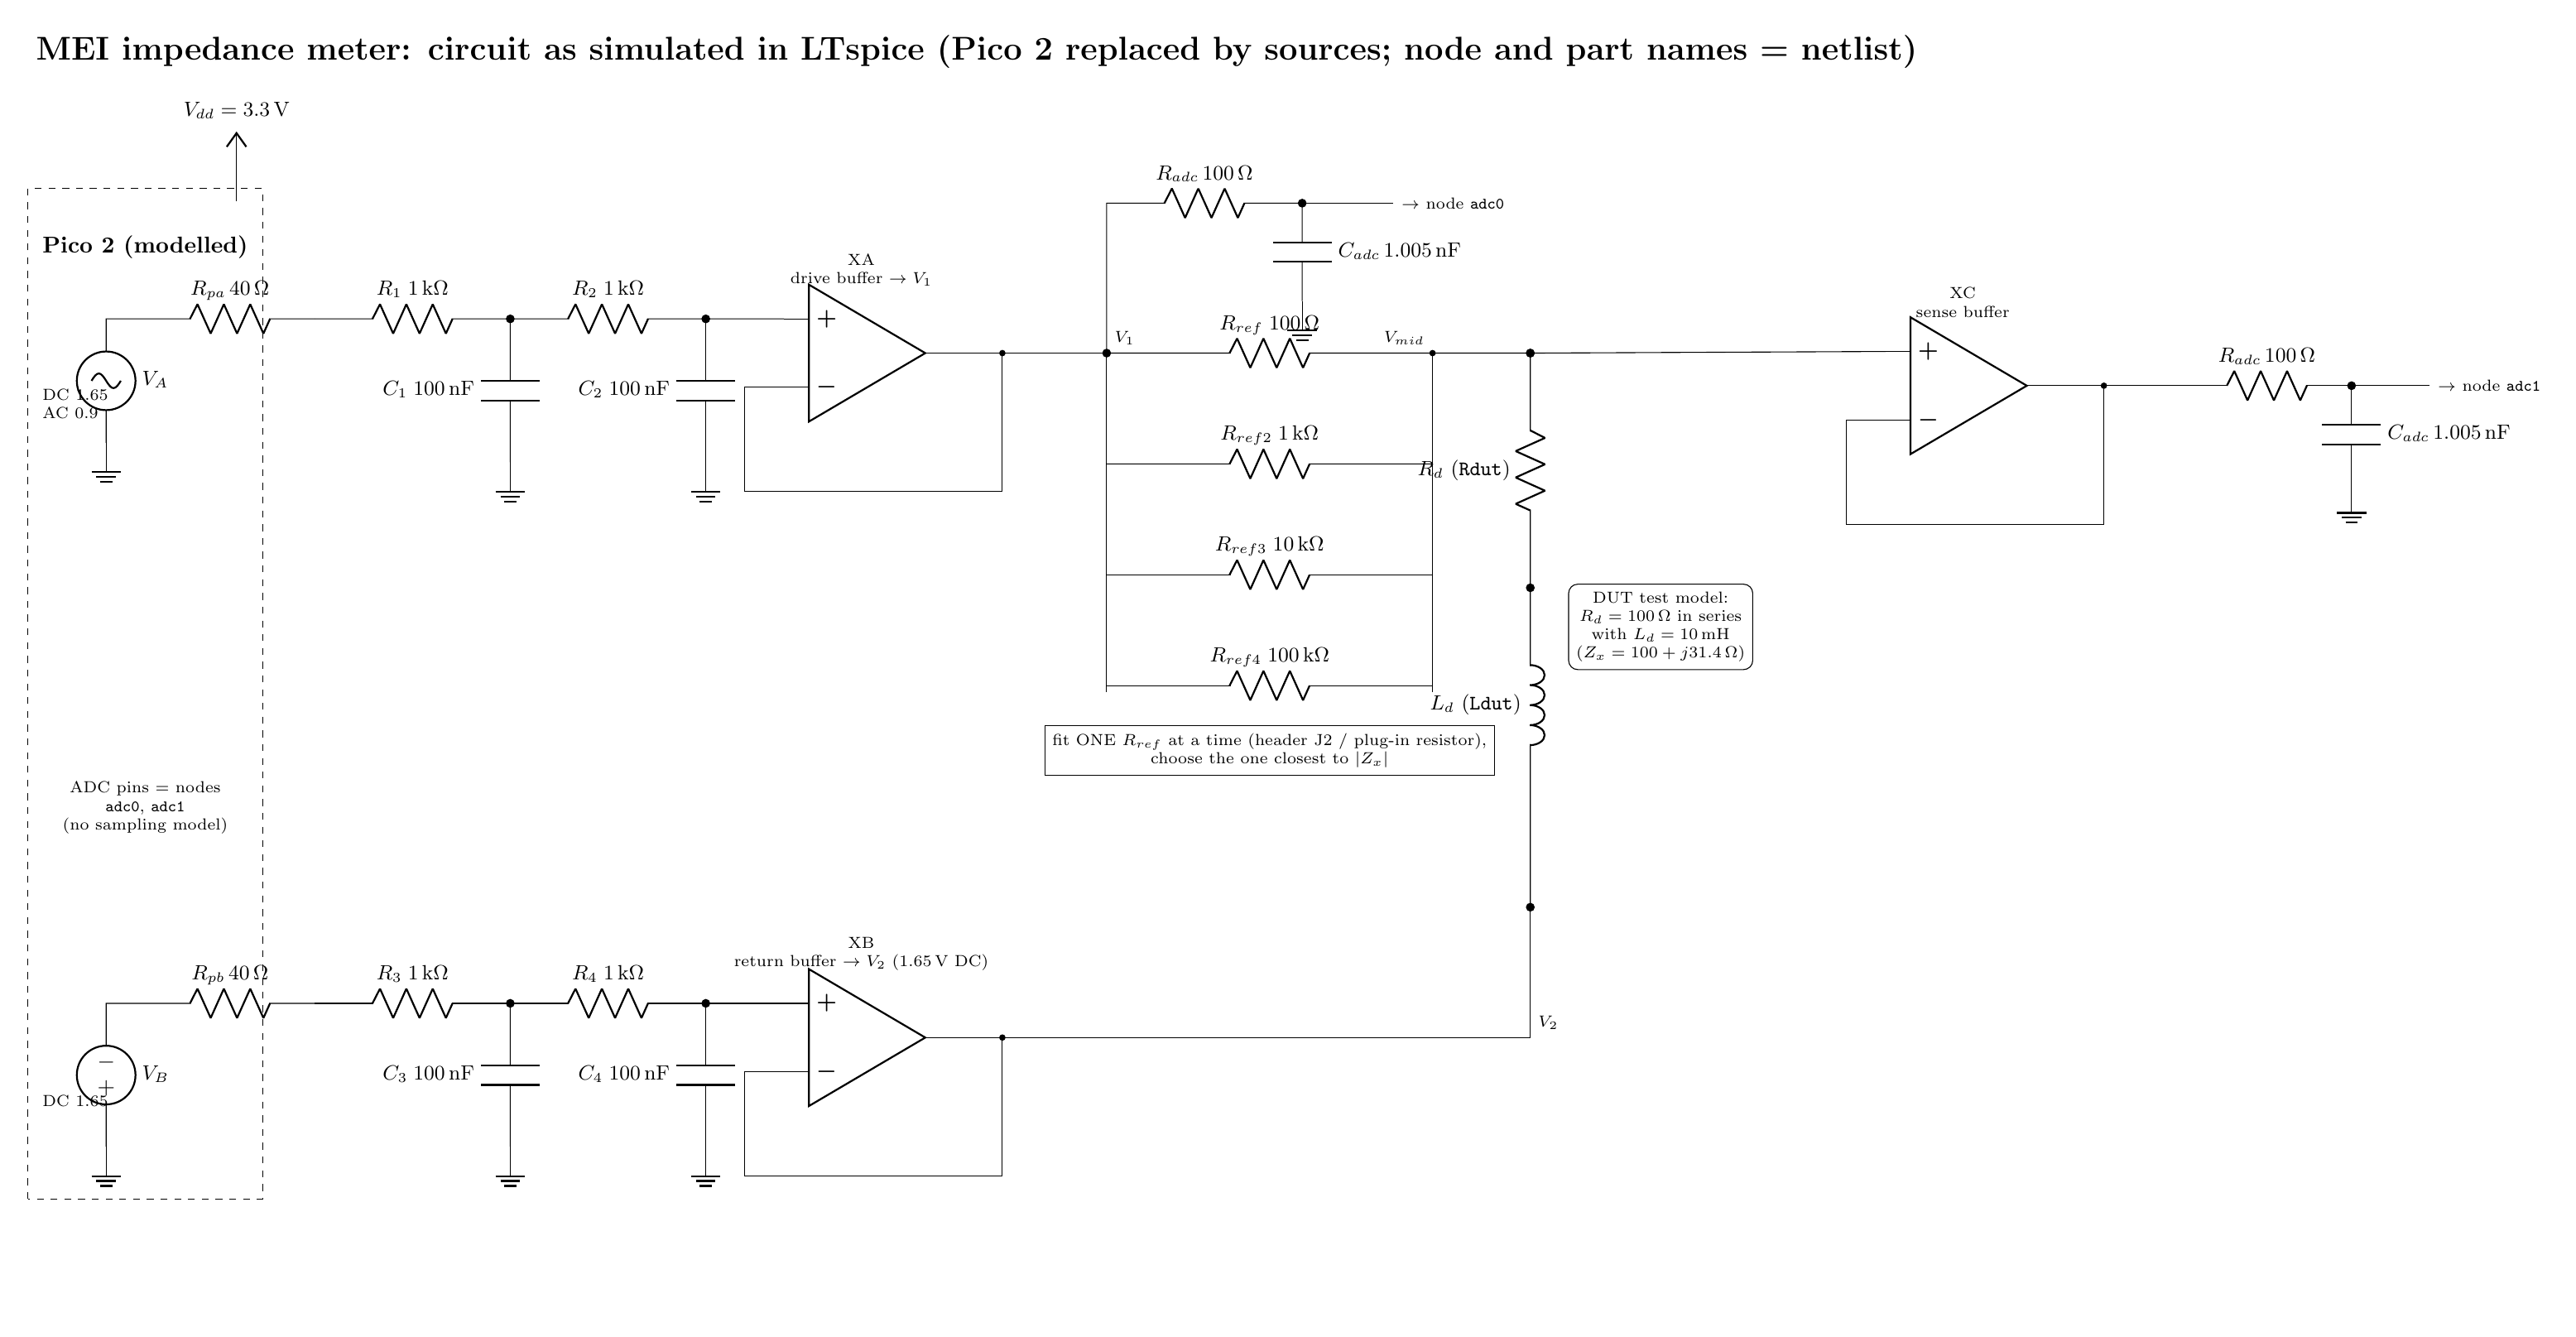 MEI impedance meter: circuit as simulated in LTspice (Pico 2 replaced by sources; node and part names = netlist)
V_dd = 3.3 V
Pico 2 (modelled)
R_pa 40 Ω
R_1 1 kΩ
R_2 1 kΩ
XA
drive buffer → V_1
R_adc 100 Ω
→ node adc0
C_adc 1.005 nF
V_A
DC 1.65
AC 0.9
C_1 100 nF
C_2 100 nF
+
−
V_1
R_ref 100 Ω
V_mid
R_ref2 1 kΩ
R_ref3 10 kΩ
R_ref4 100 kΩ
R_d (Rdut)
XC
sense buffer
+
−
R_adc 100 Ω
→ node adc1
C_adc 1.005 nF
DUT test model:
R_d = 100 Ω in series
with L_d = 10 mH
(Z_x = 100 + j31.4 Ω)
L_d (Ldut)
fit ONE R_ref at a time (header J2 / plug-in resistor),
choose the one closest to |Z_x|
ADC pins = nodes
adc0, adc1
(no sampling model)
R_pb 40 Ω
R_3 1 kΩ
R_4 1 kΩ
XB
return buffer → V_2 (1.65 V DC)
+
−
V_2
−
+
V_B
DC 1.65
C_3 100 nF
C_4 100 nF